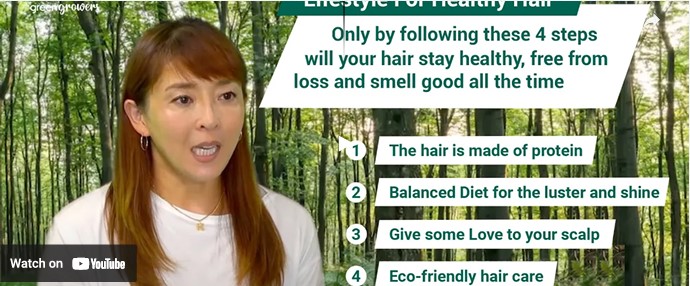 greengrowers
Lifestyle For Healthy Hair
Only by following these 4 steps
will your hair stay healthy, free from
loss and smell good all the time
1 The hair is made of protein
2 Balanced Diet for the luster and shine
3 Give some Love to your scalp
4 Eco-friendly hair care
Watch on YouTube